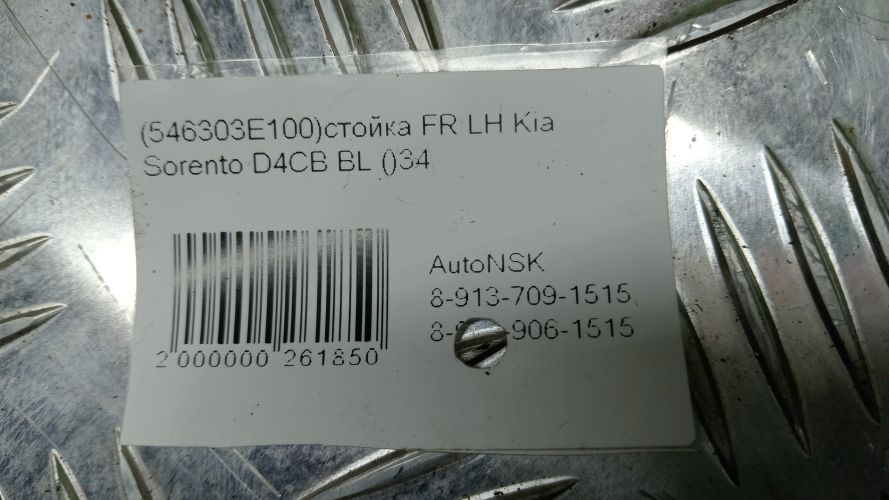 (546303E100)стойка FR LH Kia
Sorento D4CB BL ()34
AutoNSK
8-913-709-1515,
-906-1515
2 000000 261850